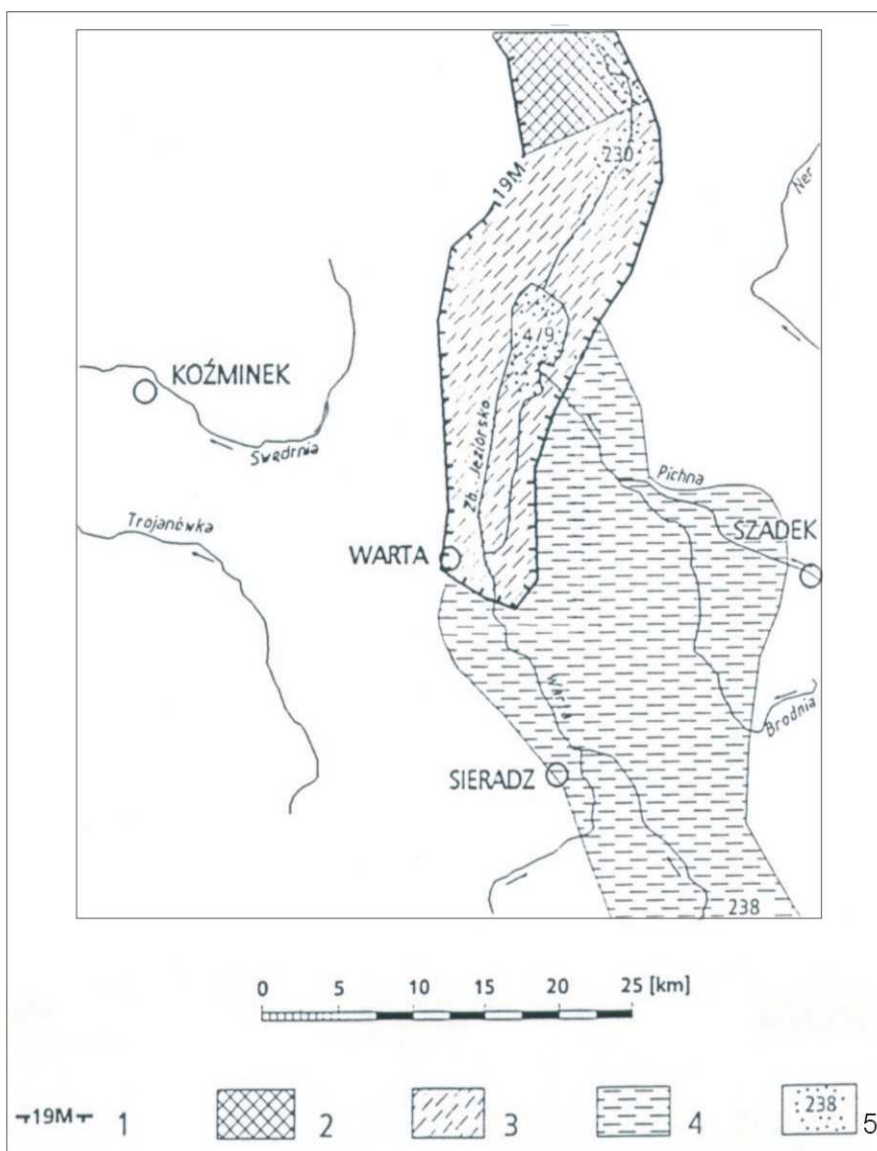 230
Ner
19M
4/9
KOŹMINEK
Swędrnia
Zb. Jeziorsko
Pichna
Trojanówka
SZADEK
WARTA
Warta
Brodnia
SIERADZ
238
0 5 10 15 20 25 [km]
19M 1 2 3 4 238 5